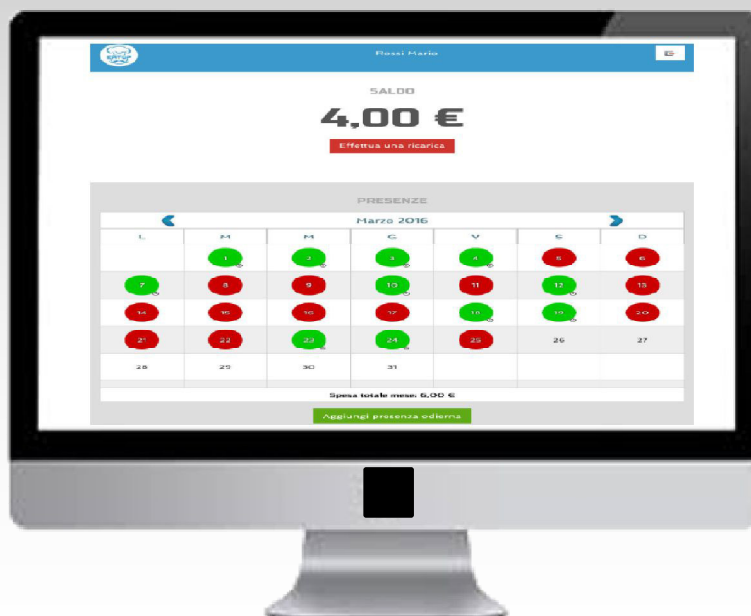 Rossi Mario
SALDO
4,00 €
Effettua una ricarica
PRESENZE
Marzo 2016
L M M G V S D
1 2 3 4 5 6
7 8 9 10 11 12 13
14 15 16 17 18 19 20
21 22 23 24 25 26 27
28 29 30 31
Spesa totale mese: 6,00 €
Aggiungi presenza odierna